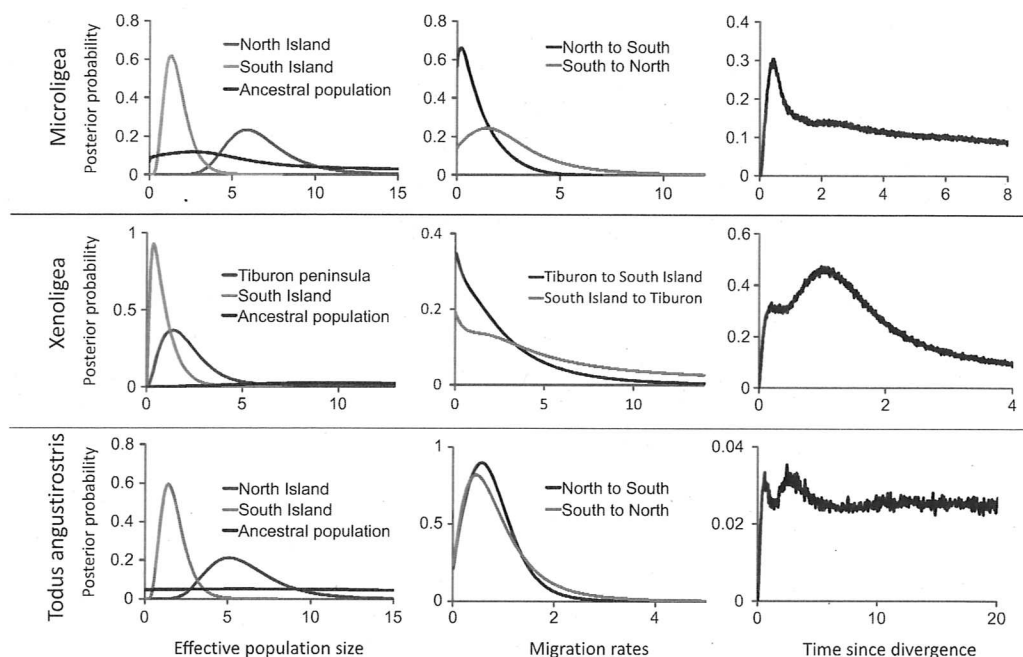 Microligea
Posterior probability
0.8
0.6
0.4
0.2
0
0 5 10 15
North Island
South Island
Ancestral population
0.8
0.6
0.4
0.2
0
0 5 10
North to South
South to North
0.4
0.3
0.2
0.1
0
0 2 4 6 8
Xenoligea
Posterior probability
1
0.5
0
0 5 10
Tiburon peninsula
South Island
Ancestral population
0.4
0.2
0
0 5 10
Tiburon to South Island
South Island to Tiburon
0.6
0.4
0.2
0
0 2 4
Todus angustirostris
Posterior probability
0.8
0.6
0.4
0.2
0
0 5 10 15
North Island
South Island
Ancestral population
Effective population size
1
0.5
0
0 2 4
North to South
South to North
Migration rates
0.04
0.02
0
0 10 20
Time since divergence